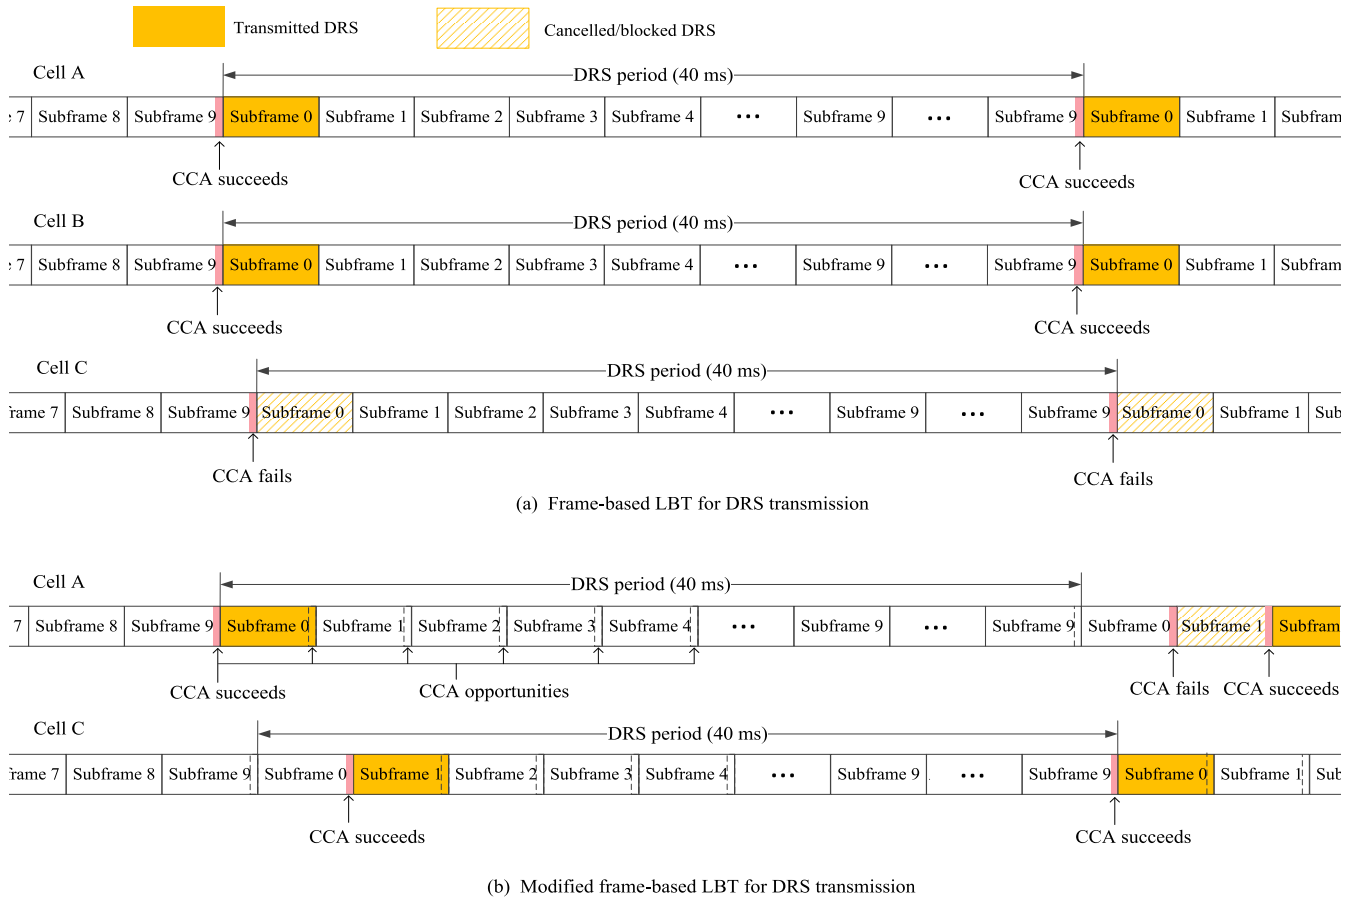 Transmitted DRS
Cancelled/blocked DRS
Cell A
DRS period (40 ms)
e 7 Subframe 8 Subframe 9 Subframe 0 Subframe 1 Subframe 2 Subframe 3 Subframe 4 ••• Subframe 9 ••• Subframe 9 Subframe 0 Subframe 1 Subfram
CCA succeeds CCA succeeds
Cell B
DRS period (40 ms)
e 7 Subframe 8 Subframe 9 Subframe 0 Subframe 1 Subframe 2 Subframe 3 Subframe 4 ••• Subframe 9 ••• Subframe 9 Subframe 0 Subframe 1 Subfram
CCA succeeds CCA succeeds
Cell C
DRS period (40 ms)
rame 7 Subframe 8 Subframe 9 Subframe 0 Subframe 1 Subframe 2 Subframe 3 Subframe 4 ••• Subframe 9 ••• Subframe 9 Subframe 0 Subframe 1 Sub
CCA fails CCA fails
(a) Frame-based LBT for DRS transmission
Cell A
DRS period (40 ms)
7 Subframe 8 Subframe 9 Subframe 0 Subframe 1 Subframe 2 Subframe 3 Subframe 4 ••• Subframe 9 ••• Subframe 9 Subframe 0 Subframe 1 Subfram
CCA succeeds CCA opportunities CCA fails CCA succeeds
Cell C
DRS period (40 ms)
rame 7 Subframe 8 Subframe 9 Subframe 0 Subframe 1 Subframe 2 Subframe 3 Subframe 4 ••• Subframe 9 ••• Subframe 9 Subframe 0 Subframe 1 Sub
CCA succeeds CCA succeeds
(b) Modified frame-based LBT for DRS transmission